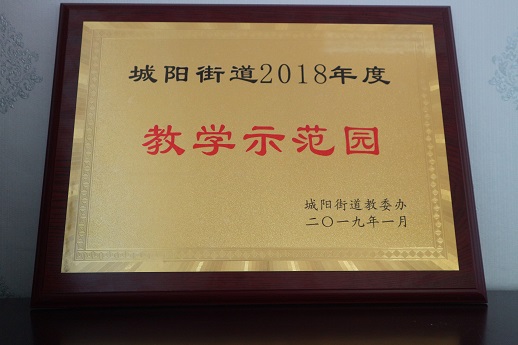 城阳街道2018年度
教学示范园
城阳街道教委办
二〇一九年一月